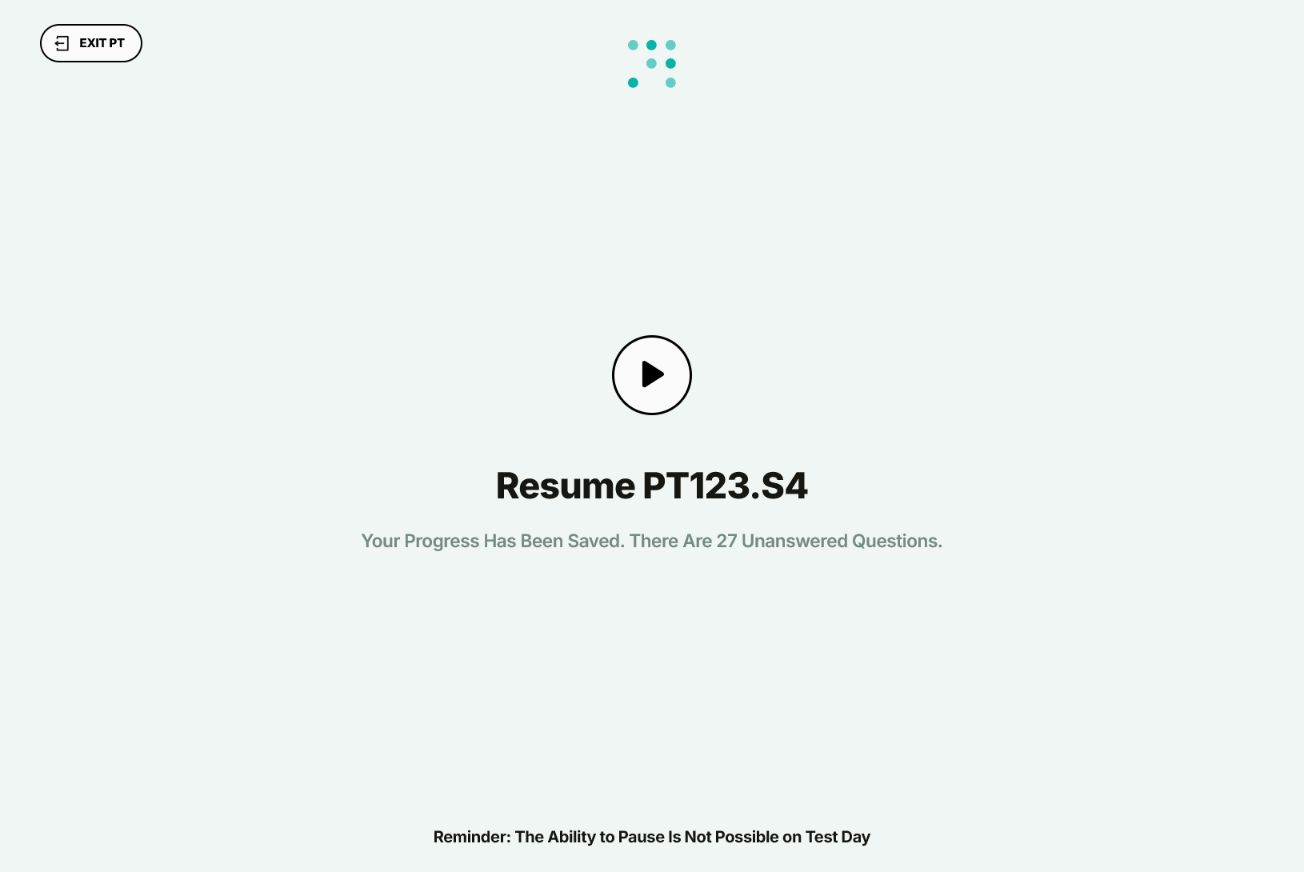 EXIT PT
Resume PT123.S4
Your Progress Has Been Saved. There Are 27 Unanswered Questions.
Reminder: The Ability to Pause Is Not Possible on Test Day